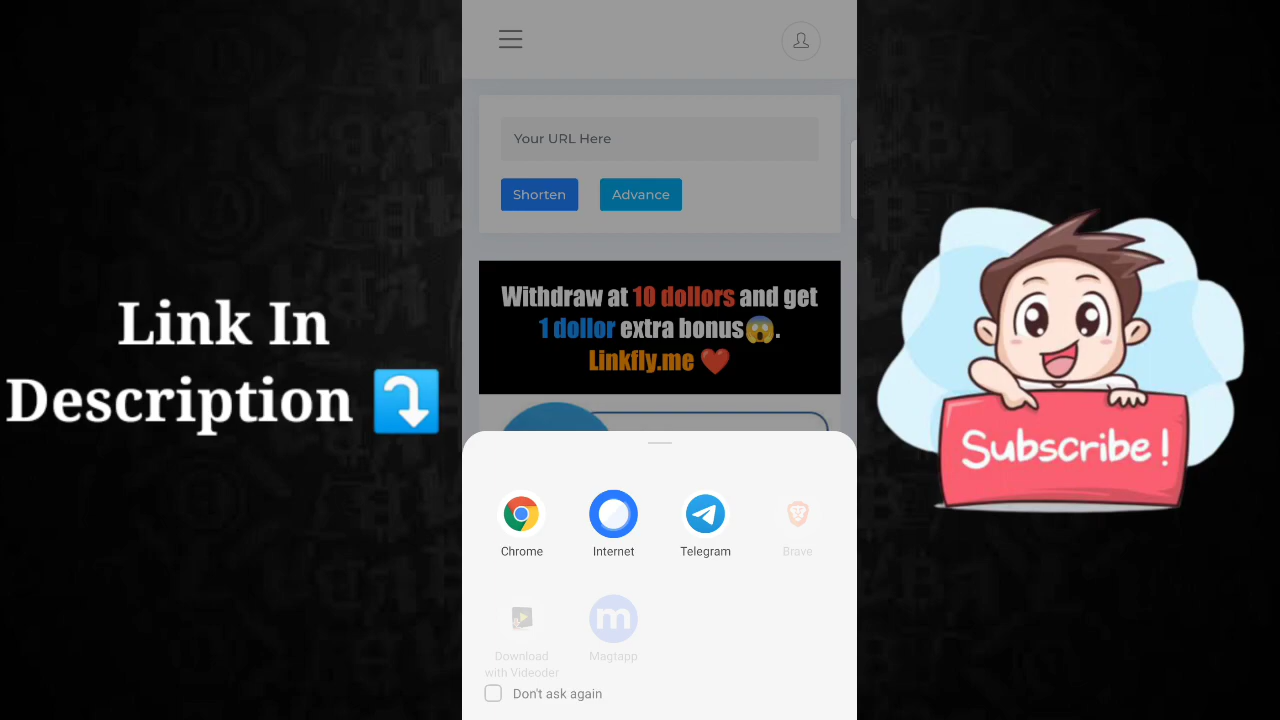 Link In
Description ⤵️
Your URL Here
Shorten
Advance
Withdraw at 10 dollors and get
1 dollor extra bonus😱.
Linkfly.me ❤️
Chrome
Internet
Telegram
Brave
Download
with Videoder
Magtapp
Don't ask again
Subscribe!